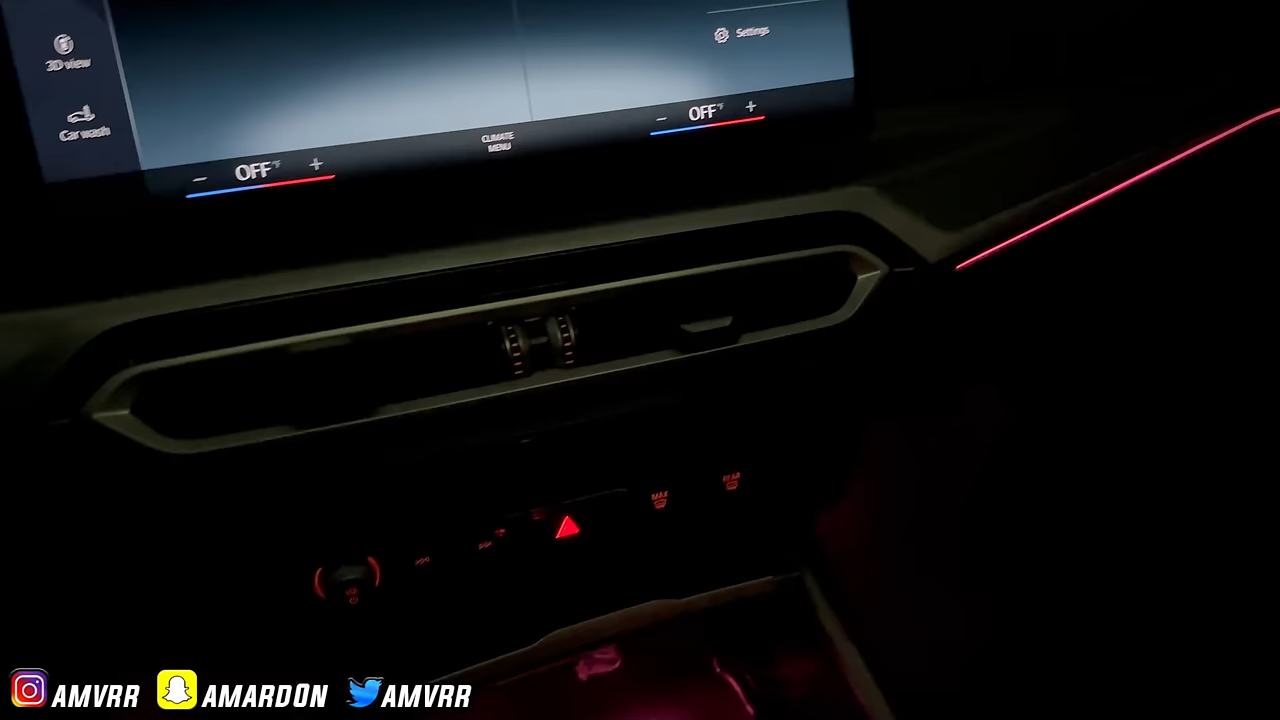 3D view
Settings
Car wash
− OFF°F +
CLIMATE
MENU
− OFF°F +
MAX
REAR
AMVRR
AMARDON
AMVRR